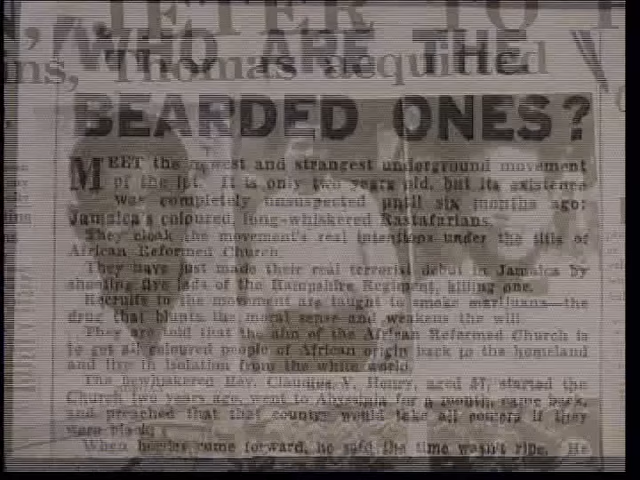 IETER TO
WHO ARE THE
ns, Thomas acquitted
BEARDED ONES?
MEET the newest and strangest underground movement
of the lot. It is only two years old, but its existence
was completely unsuspected until six months ago:
Jamaica's coloured, long-whiskered Rastafarians.
They cloak the movement's real intentions under the title of
African Reformed Church.
They have just made their real terrorist debut in Jamaica by
shooting five lads of the Hampshire Regiment, killing one.
Recruits to the movement are taught to smoke marijuana—the
drug that blunts the moral sense and weakens the will.
They are told that the aim of the African Reformed Church is
to get all coloured people of African origin back to the homeland
and live in isolation from the white world.
The bewhiskered Rev. Claudius V. Henry, aged 57, started the
Church two years ago, went to Abyssinia for a month, came back,
and preached that that country would take all comers if they
were black.
When hordes came forward, he said the time wasn't ripe. He